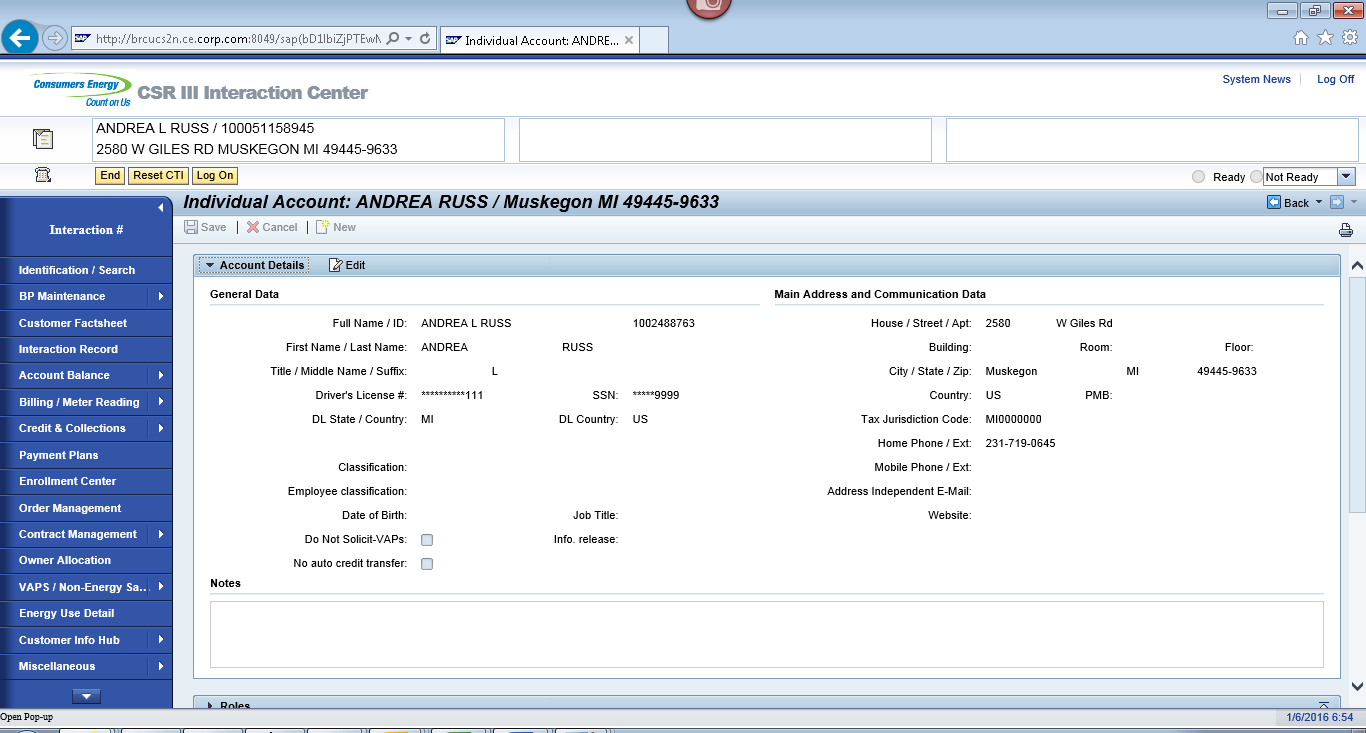 http://brcucs2n.ce.corp.com:8049/sap(bD1lbiZjPTEwN
SAP Individual Account: ANDRE...
Consumers Energy
Count on Us
CSR III Interaction Center
System News
Log Off
ANDREA L RUSS / 100051158945
2580 W GILES RD MUSKEGON MI 49445-9633
End Reset CTI Log On
Ready Not Ready
Individual Account: ANDREA RUSS / Muskegon MI 49445-9633
Back
Save Cancel New
Interaction #
Identification / Search
BP Maintenance
Customer Factsheet
Interaction Record
Account Balance
Billing / Meter Reading
Credit & Collections
Payment Plans
Enrollment Center
Order Management
Contract Management
Owner Allocation
VAPS / Non-Energy Sa...
Energy Use Detail
Customer Info Hub
Miscellaneous
Account Details Edit
General Data
Full Name / ID: ANDREA L RUSS 1002488763
First Name / Last Name: ANDREA RUSS
Title / Middle Name / Suffix: L
Driver's License #: **********111 SSN: *****9999
DL State / Country: MI DL Country: US
Classification:
Employee classification:
Date of Birth: Job Title:
Do Not Solicit-VAPs: Info. release:
No auto credit transfer:
Main Address and Communication Data
House / Street / Apt: 2580 W Giles Rd
Building: Room: Floor:
City / State / Zip: Muskegon MI 49445-9633
Country: US PMB:
Tax Jurisdiction Code: MI0000000
Home Phone / Ext: 231-719-0645
Mobile Phone / Ext:
Address Independent E-Mail:
Website:
Notes
Roles
Open Pop-up
1/6/2016 6:54